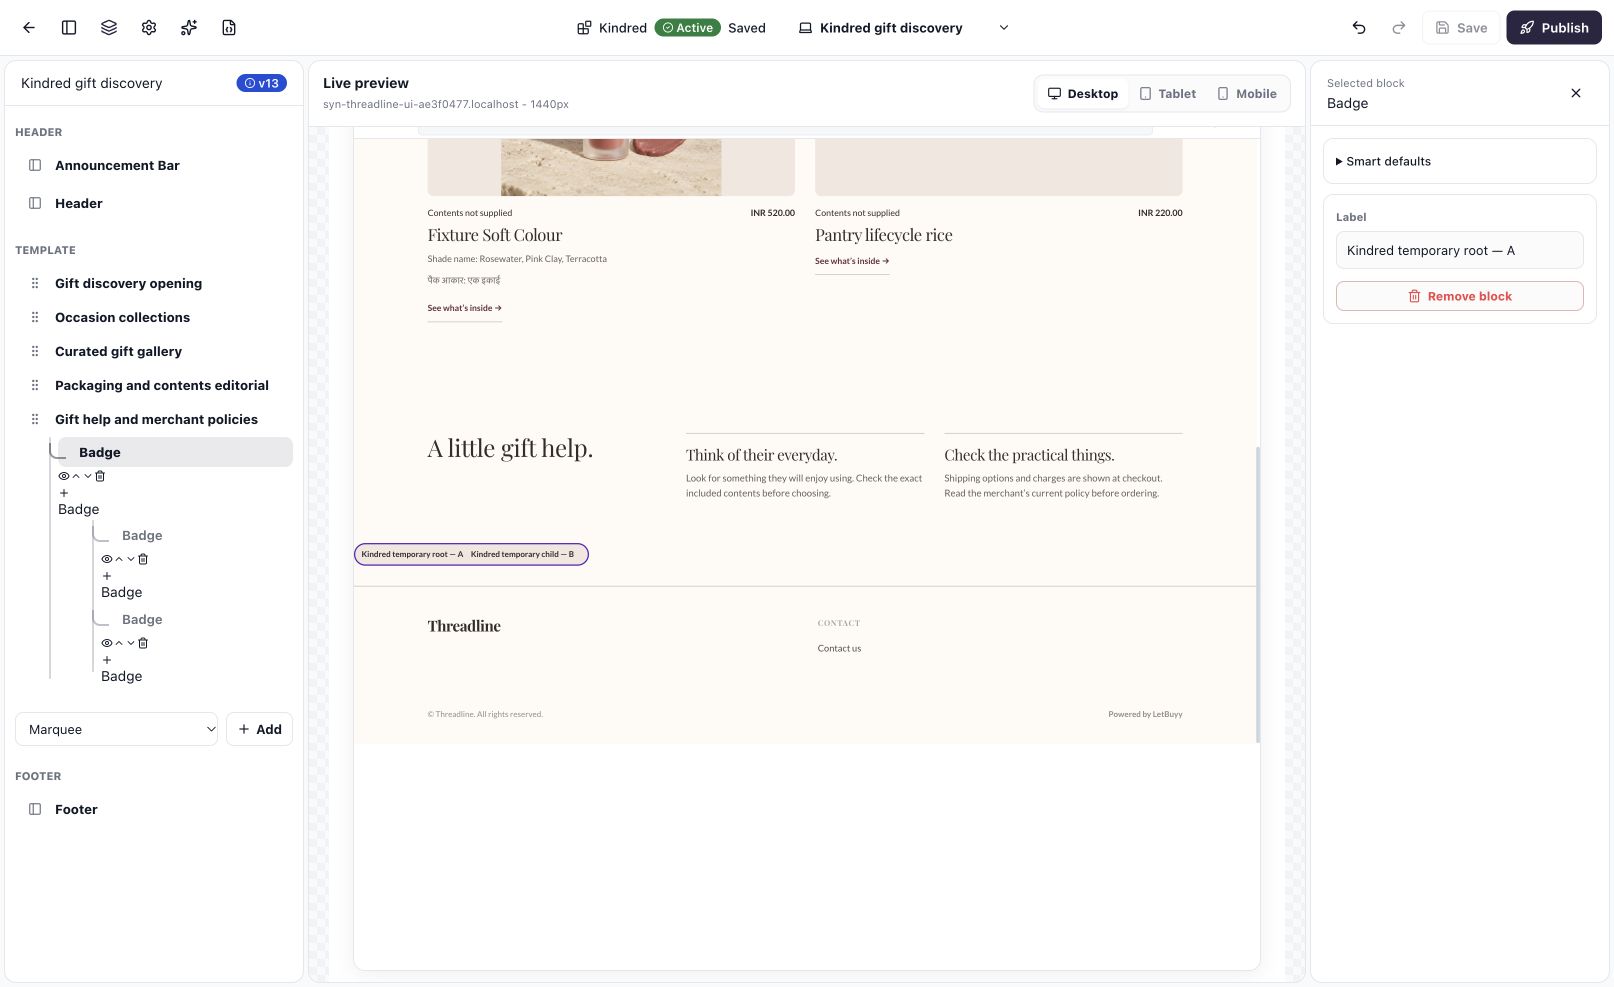 Kindred Active Saved Kindred gift discovery
Save Publish
Kindred gift discovery v13
HEADER
Announcement Bar
Header
TEMPLATE
Gift discovery opening
Occasion collections
Curated gift gallery
Packaging and contents editorial
Gift help and merchant policies
Badge
Badge
Badge
Badge
Badge
Badge
Marquee
Add
FOOTER
Footer
Live preview
syn-threadline-ui-ae3f0477.localhost - 1440px
Desktop Tablet Mobile
Contents not supplied INR 520.00
Fixture Soft Colour
Shade name: Rosewater, Pink Clay, Terracotta
पैक आकार: एक इकाई
See what's inside →
Contents not supplied INR 220.00
Pantry lifecycle rice
See what's inside →
A little gift help.
Think of their everyday.
Look for something they will enjoy using. Check the exact
included contents before choosing.
Check the practical things.
Shipping options and charges are shown at checkout.
Read the merchant's current policy before ordering.
Kindred temporary root — A Kindred temporary child — B
Threadline
CONTACT
Contact us
© Threadline. All rights reserved.
Powered by LetBuyy
Selected block
Badge
Smart defaults
Label
Kindred temporary root — A
Remove block